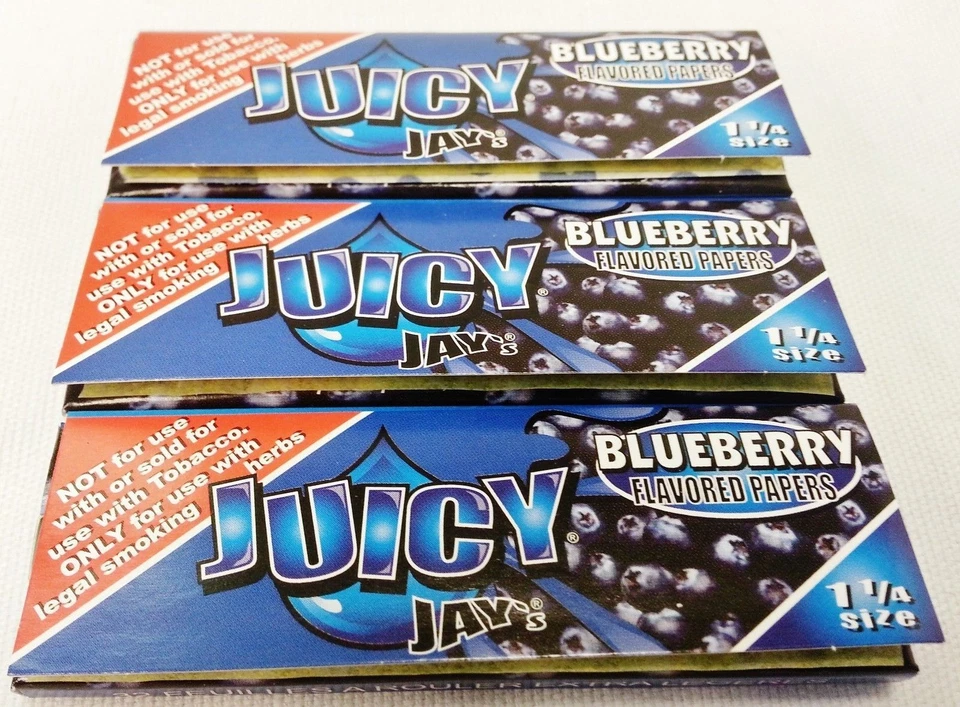 NOT for use
with or sold for
use with Tobacco.
ONLY for use with
legal smoking herbs
JUICY
JAY's®
BLUEBERRY
FLAVORED PAPERS
1 1/4
size
NOT for use
with or sold for
use with Tobacco.
ONLY for use with
legal smoking herbs
JUICY®
JAY's®
BLUEBERRY
FLAVORED PAPERS
1 1/4
size
NOT for use
with or sold for
use with Tobacco.
ONLY for use with
legal smoking herbs
JUICY®
JAY's®
BLUEBERRY
FLAVORED PAPERS
1 1/4
size
FEUILLES A ROULER